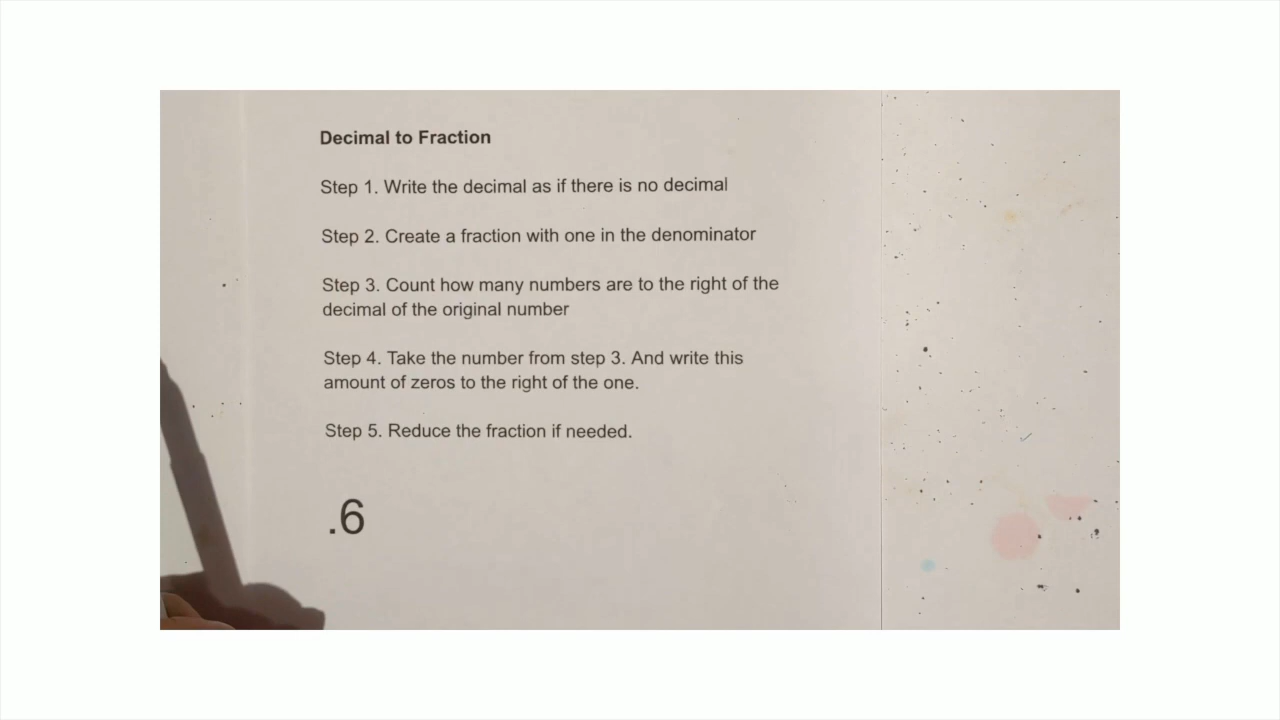 Decimal to Fraction
Step 1. Write the decimal as if there is no decimal
Step 2. Create a fraction with one in the denominator
Step 3. Count how many numbers are to the right of the
decimal of the original number
Step 4. Take the number from step 3. And write this
amount of zeros to the right of the one.
Step 5. Reduce the fraction if needed.
.6